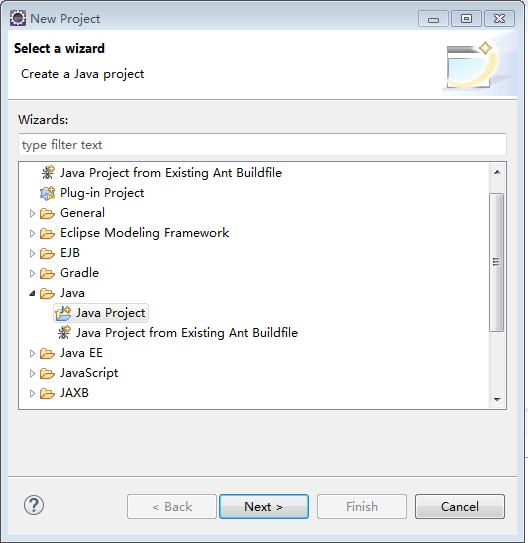 New Project
Select a wizard
Create a Java project
Wizards:
type filter text
Java Project from Existing Ant Buildfile
Plug-in Project
General
Eclipse Modeling Framework
EJB
Gradle
Java
Java Project
Java Project from Existing Ant Buildfile
Java EE
JavaScript
JAXB
? < Back Next > Finish Cancel